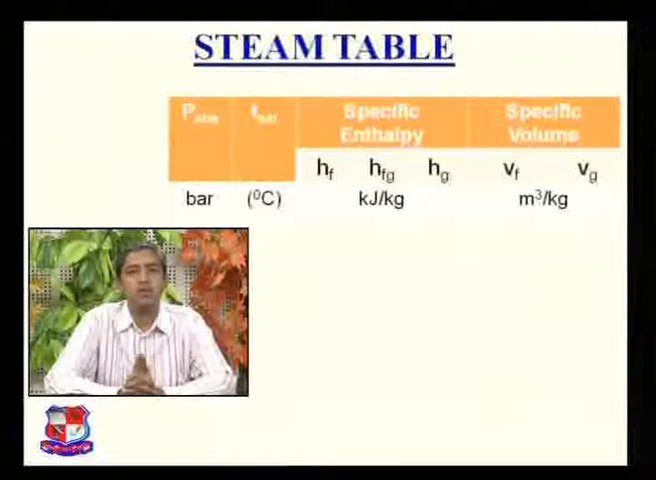 STEAM TABLE
Pabs tsat Specific Enthalpy Specific Volume
hf hfg hg vf vg
bar (⁰C) kJ/kg m³/kg